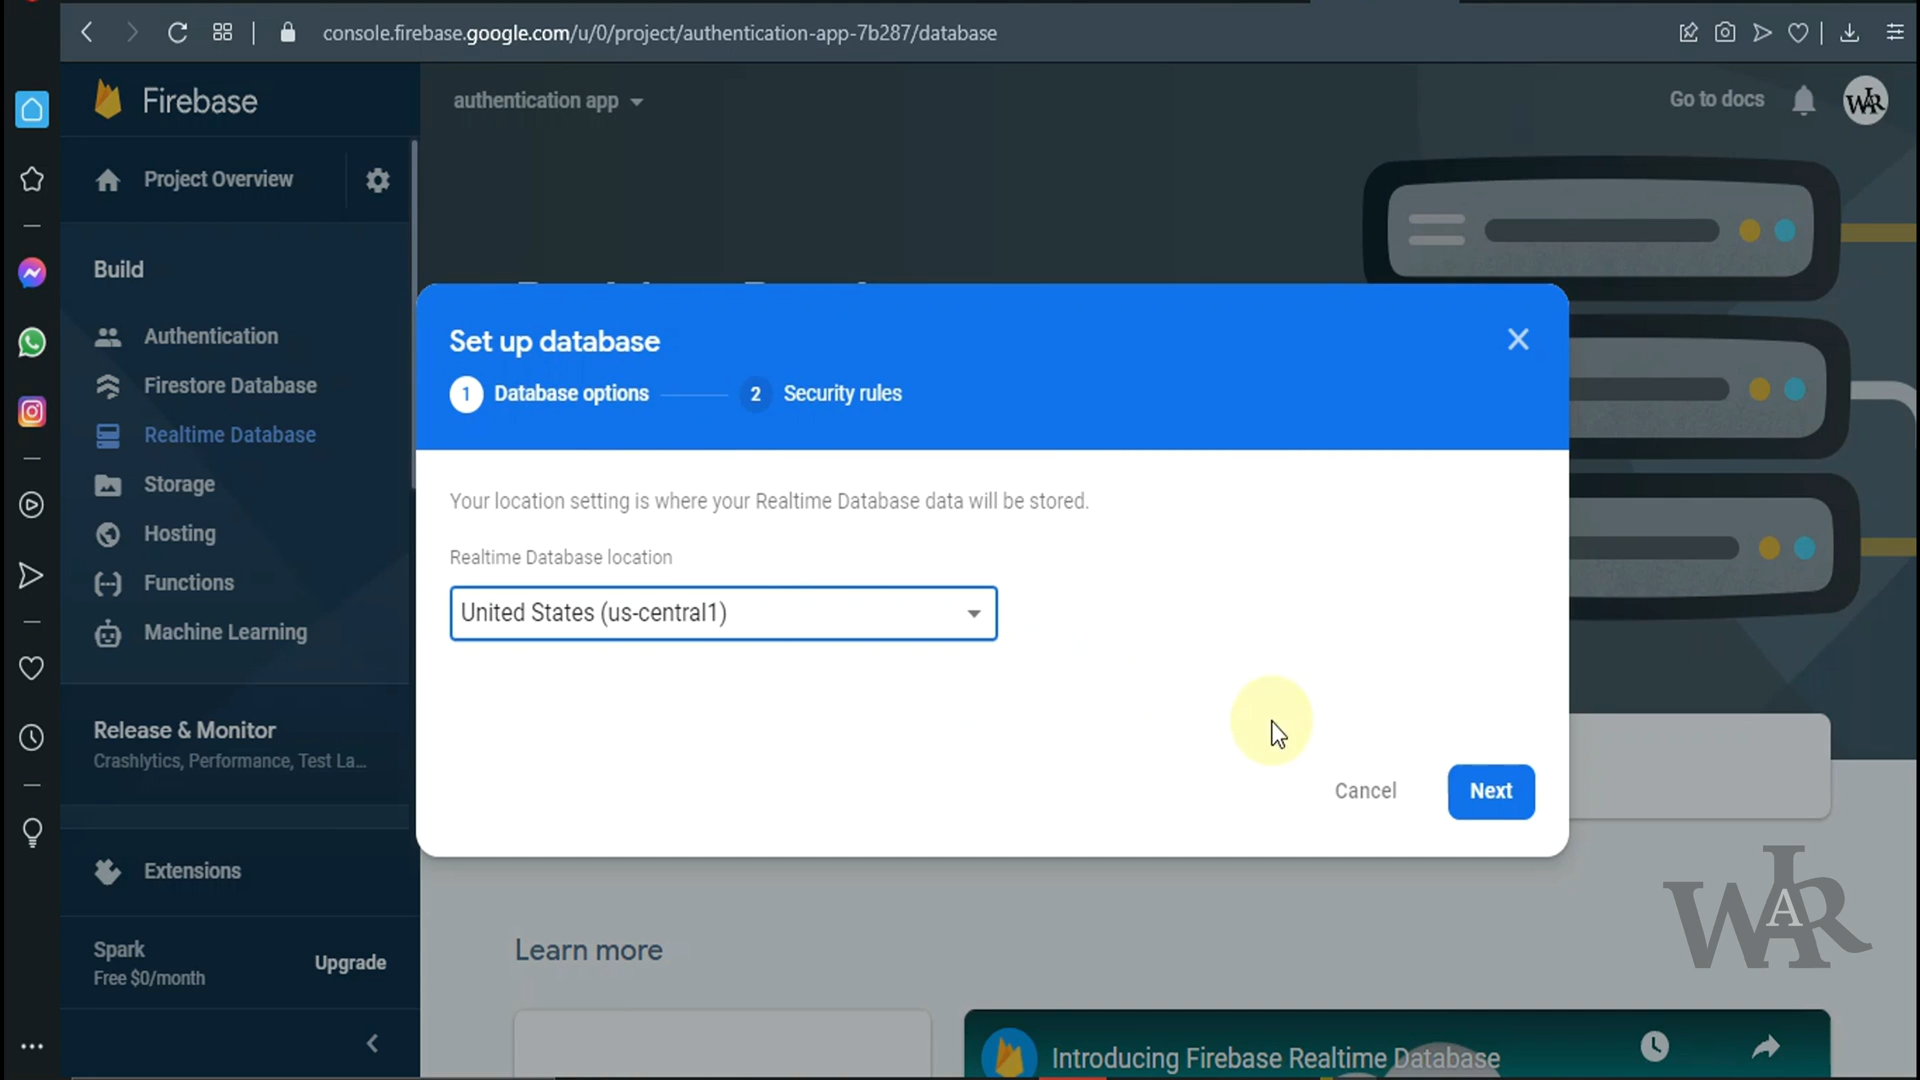 console.firebase.google.com/u/0/project/authentication-app-7b287/database
Firebase
authentication app
Go to docs
WAR
Project Overview
Build
Authentication
Firestore Database
Realtime Database
Storage
Hosting
Functions
Machine Learning
Release & Monitor
Crashlytics, Performance, Test La...
Extensions
Spark
Free $0/month
Upgrade
Set up database
1 Database options
2 Security rules
Your location setting is where your Realtime Database data will be stored.
Realtime Database location
United States (us-central1)
Cancel
Next
Learn more
Introducing Firebase Realtime Database
WAR